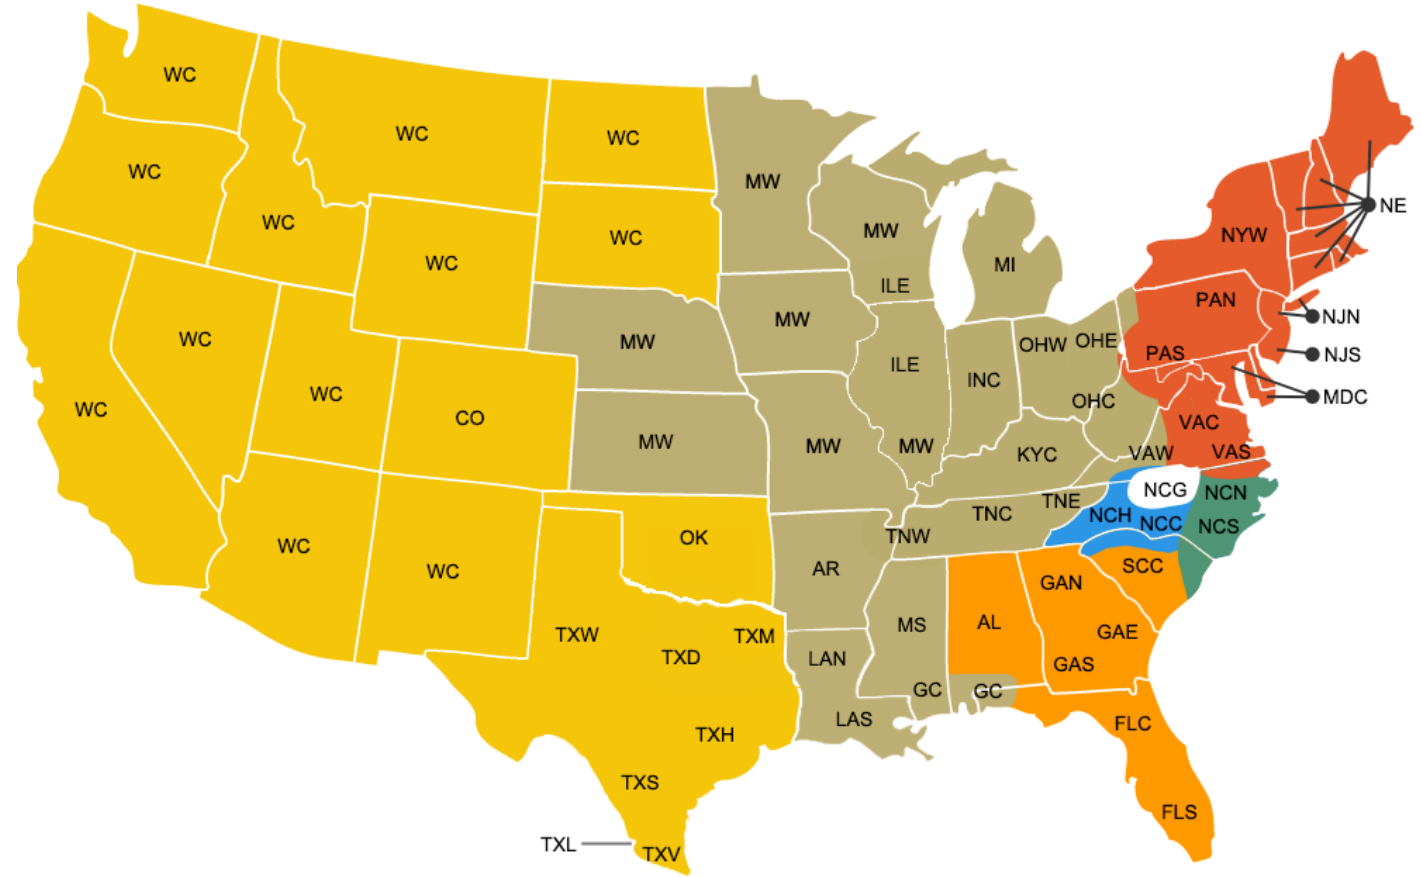 WC
WC
WC
WC
MW
WC
NE
WC
MW
NYW
WC
WC
MI
ILE
PAN
NJN
MW
WC
MW
OHW
OHE
PAS
NJS
ILE
INC
WC
MDC
OHC
WC
CO
VAC
MW
MW
MW
KYC
VAW
VAS
NCG
NCN
TNE
TNC
NCH
NCC
NCS
TNW
OK
WC
WC
AR
SCC
GAN
AL
MS
GAE
TXW
TXM
TXD
LAN
GAS
GC
GC
LAS
FLC
TXH
TXS
FLS
TXL
TXV